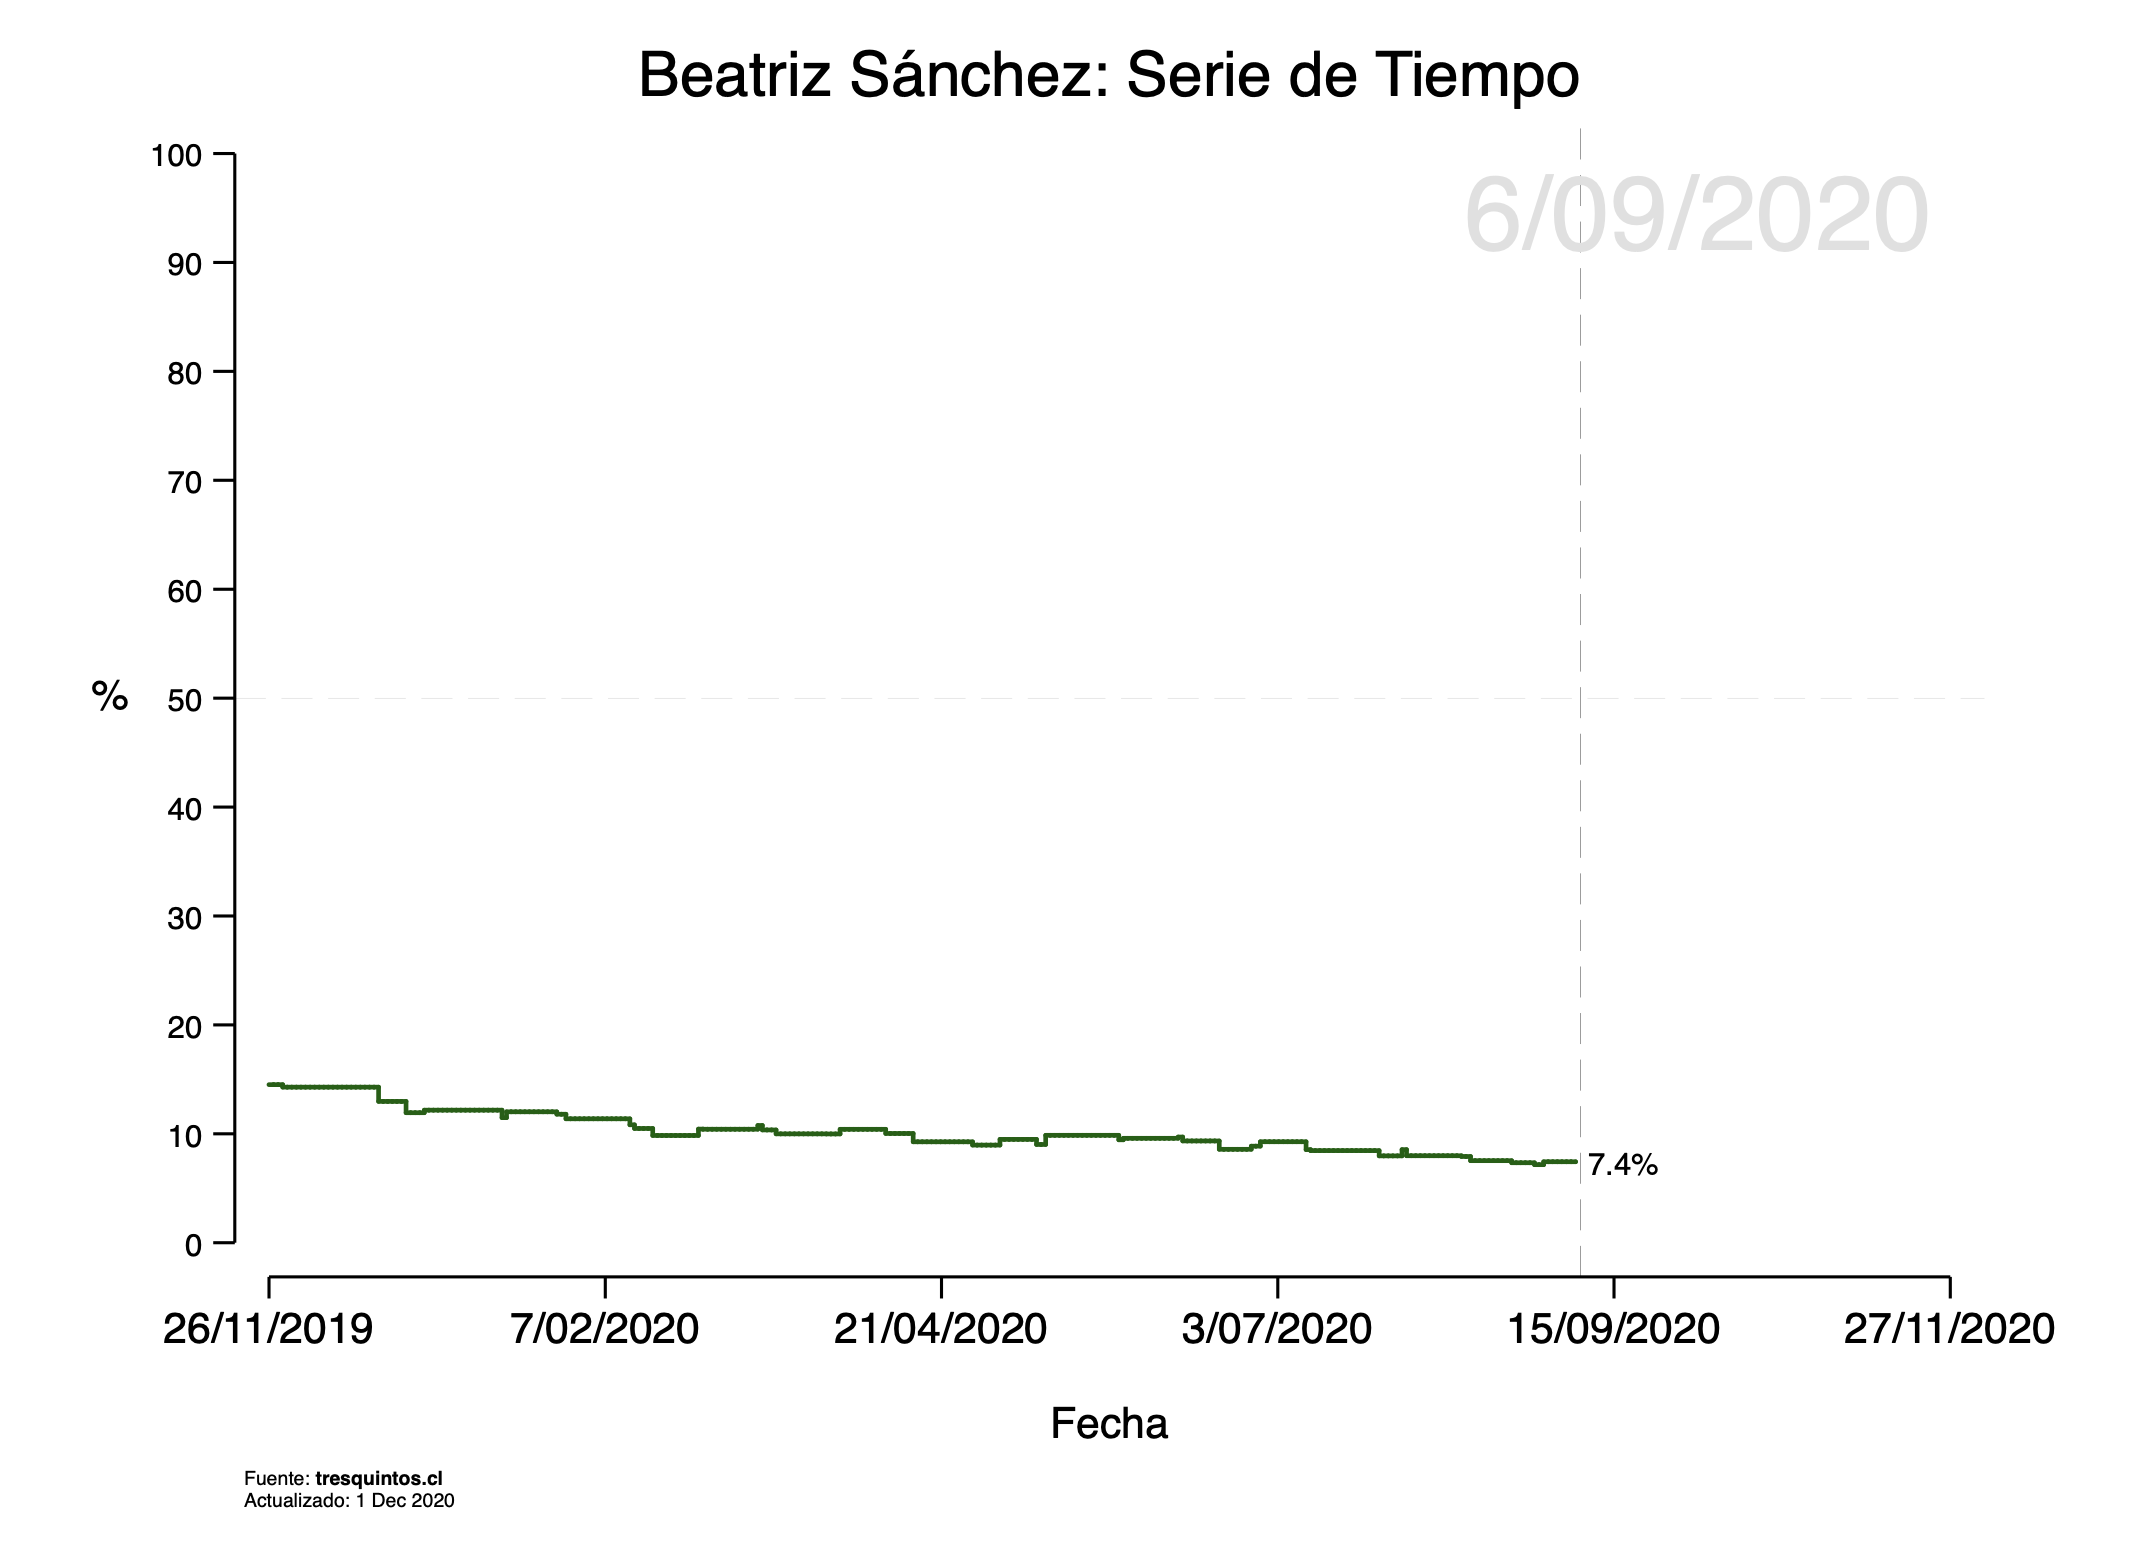 Beatriz Sánchez: Serie de Tiempo
6/09/2020
100
90
80
70
60
50
40
30
20
10
0
%
7.4%
26/11/2019 7/02/2020 21/04/2020 3/07/2020 15/09/2020 27/11/2020
Fecha
Fuente: tresquintos.cl
Actualizado: 1 Dec 2020